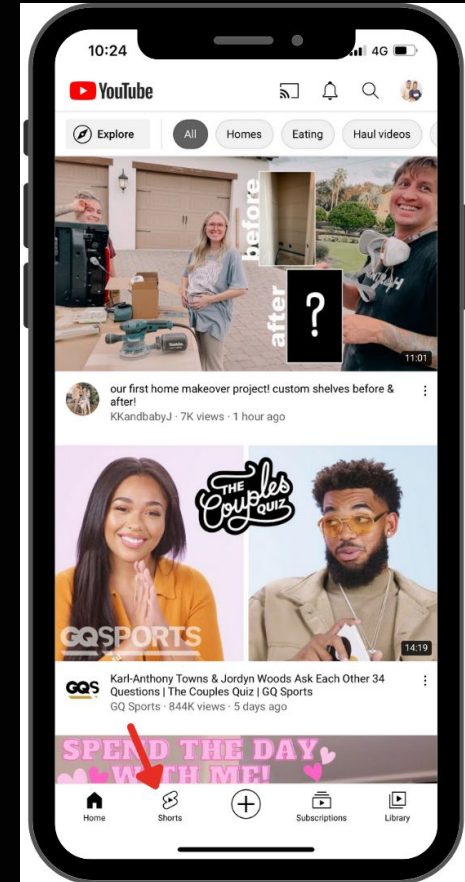 10:24
4G
YouTube
Explore
All
Homes
Eating
Haul videos
before
after
?
11:01
our first home makeover project! custom shelves before &
after!
KKandbabyJ · 7K views · 1 hour ago
THE
Couples
QUIZ
GQSPORTS
14:19
GQS
Karl-Anthony Towns & Jordyn Woods Ask Each Other 34
Questions | The Couples Quiz | GQ Sports
GQ Sports · 844K views · 5 days ago
SPEND THE DAY
WITH ME!
Home
Shorts
Subscriptions
Library